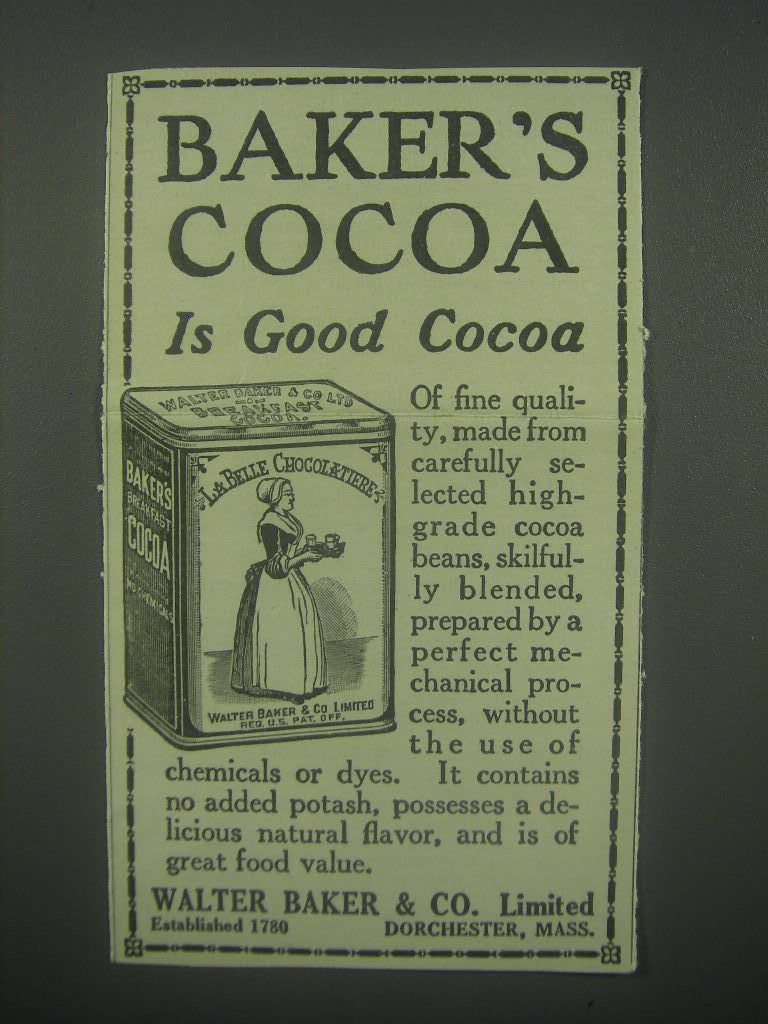 BAKER'S
COCOA
Is Good Cocoa
WALTER BAKER & CO LTD
BREAKFAST
COCOA.
BAKER'S
BREAKFAST
COCOA
NO CHEMICALS
LA BELLE CHOCOLATIERE
WALTER BAKER & CO LIMITED
REG. U.S. PAT. OFF.
Of fine quali-
ty, made from
carefully se-
lected high-
grade cocoa
beans, skilful-
ly blended,
prepared by a
perfect me-
chanical pro-
cess, without
the use of
chemicals or dyes. It contains
no added potash, possesses a de-
licious natural flavor, and is of
great food value.
WALTER BAKER & CO. Limited
Established 1780 DORCHESTER, MASS.